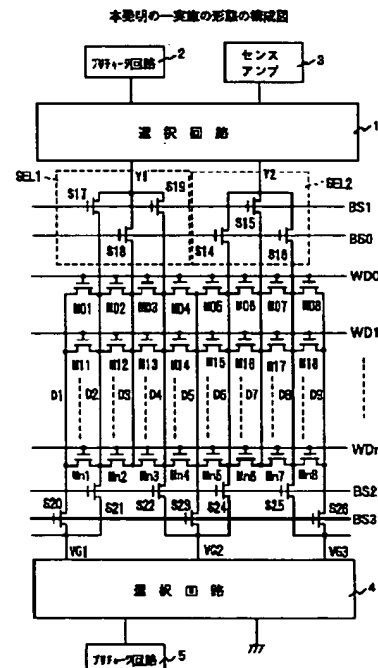 本発明の一実施の形態の構成図
プリチャージ回路 2
センスアンプ 3
選択回路 1
SEL1 S17 Y1 S19 Y2 S15 SEL2 BS1
S18 S14 S16 BS0
WD0
M01 M02 M03 M04 M05 M06 M07 M08
WD1
M11 M12 M13 M14 M15 M16 M17 M18
D1 D2 D3 D4 D5 D6 D7 D8 D9
WDn
Mn1 Mn2 Mn3 Mn4 Mn5 Mn6 Mn7 Mn8
BS2
S20 S21 S22 S23 S24 S25 S26 BS3
VG1 VG2 VG3
選択回路 4
プリチャージ回路 5